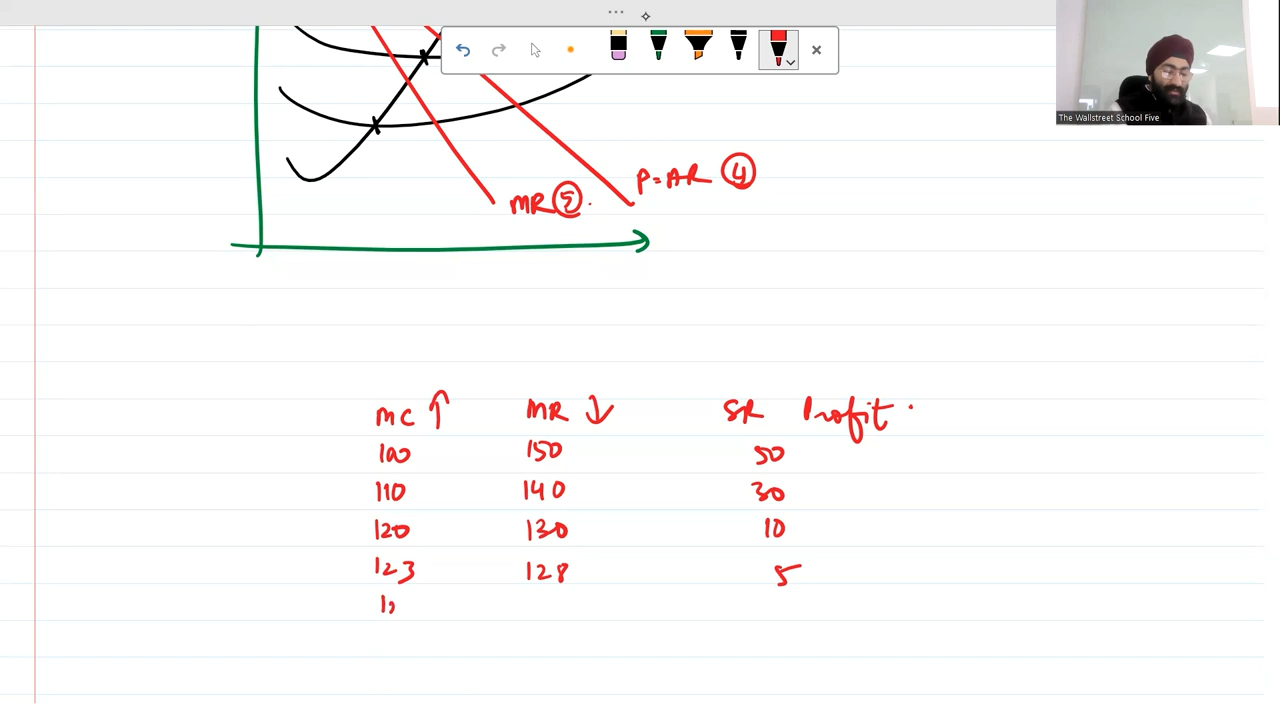 The Wallstreet School Five
P = AR 4
MR 5.
MC ↑ MR ↓ SR Profit.
100 150 50
110 140 30
120 130 10
123 128 5